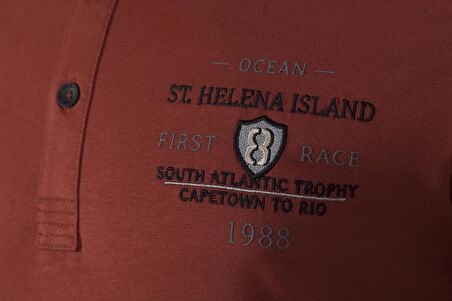 — OCEAN —
ST. HELENA ISLAND
FIRST 8 RACE
SOUTH ATLANTIC TROPHY
CAPETOWN TO RIO
1988